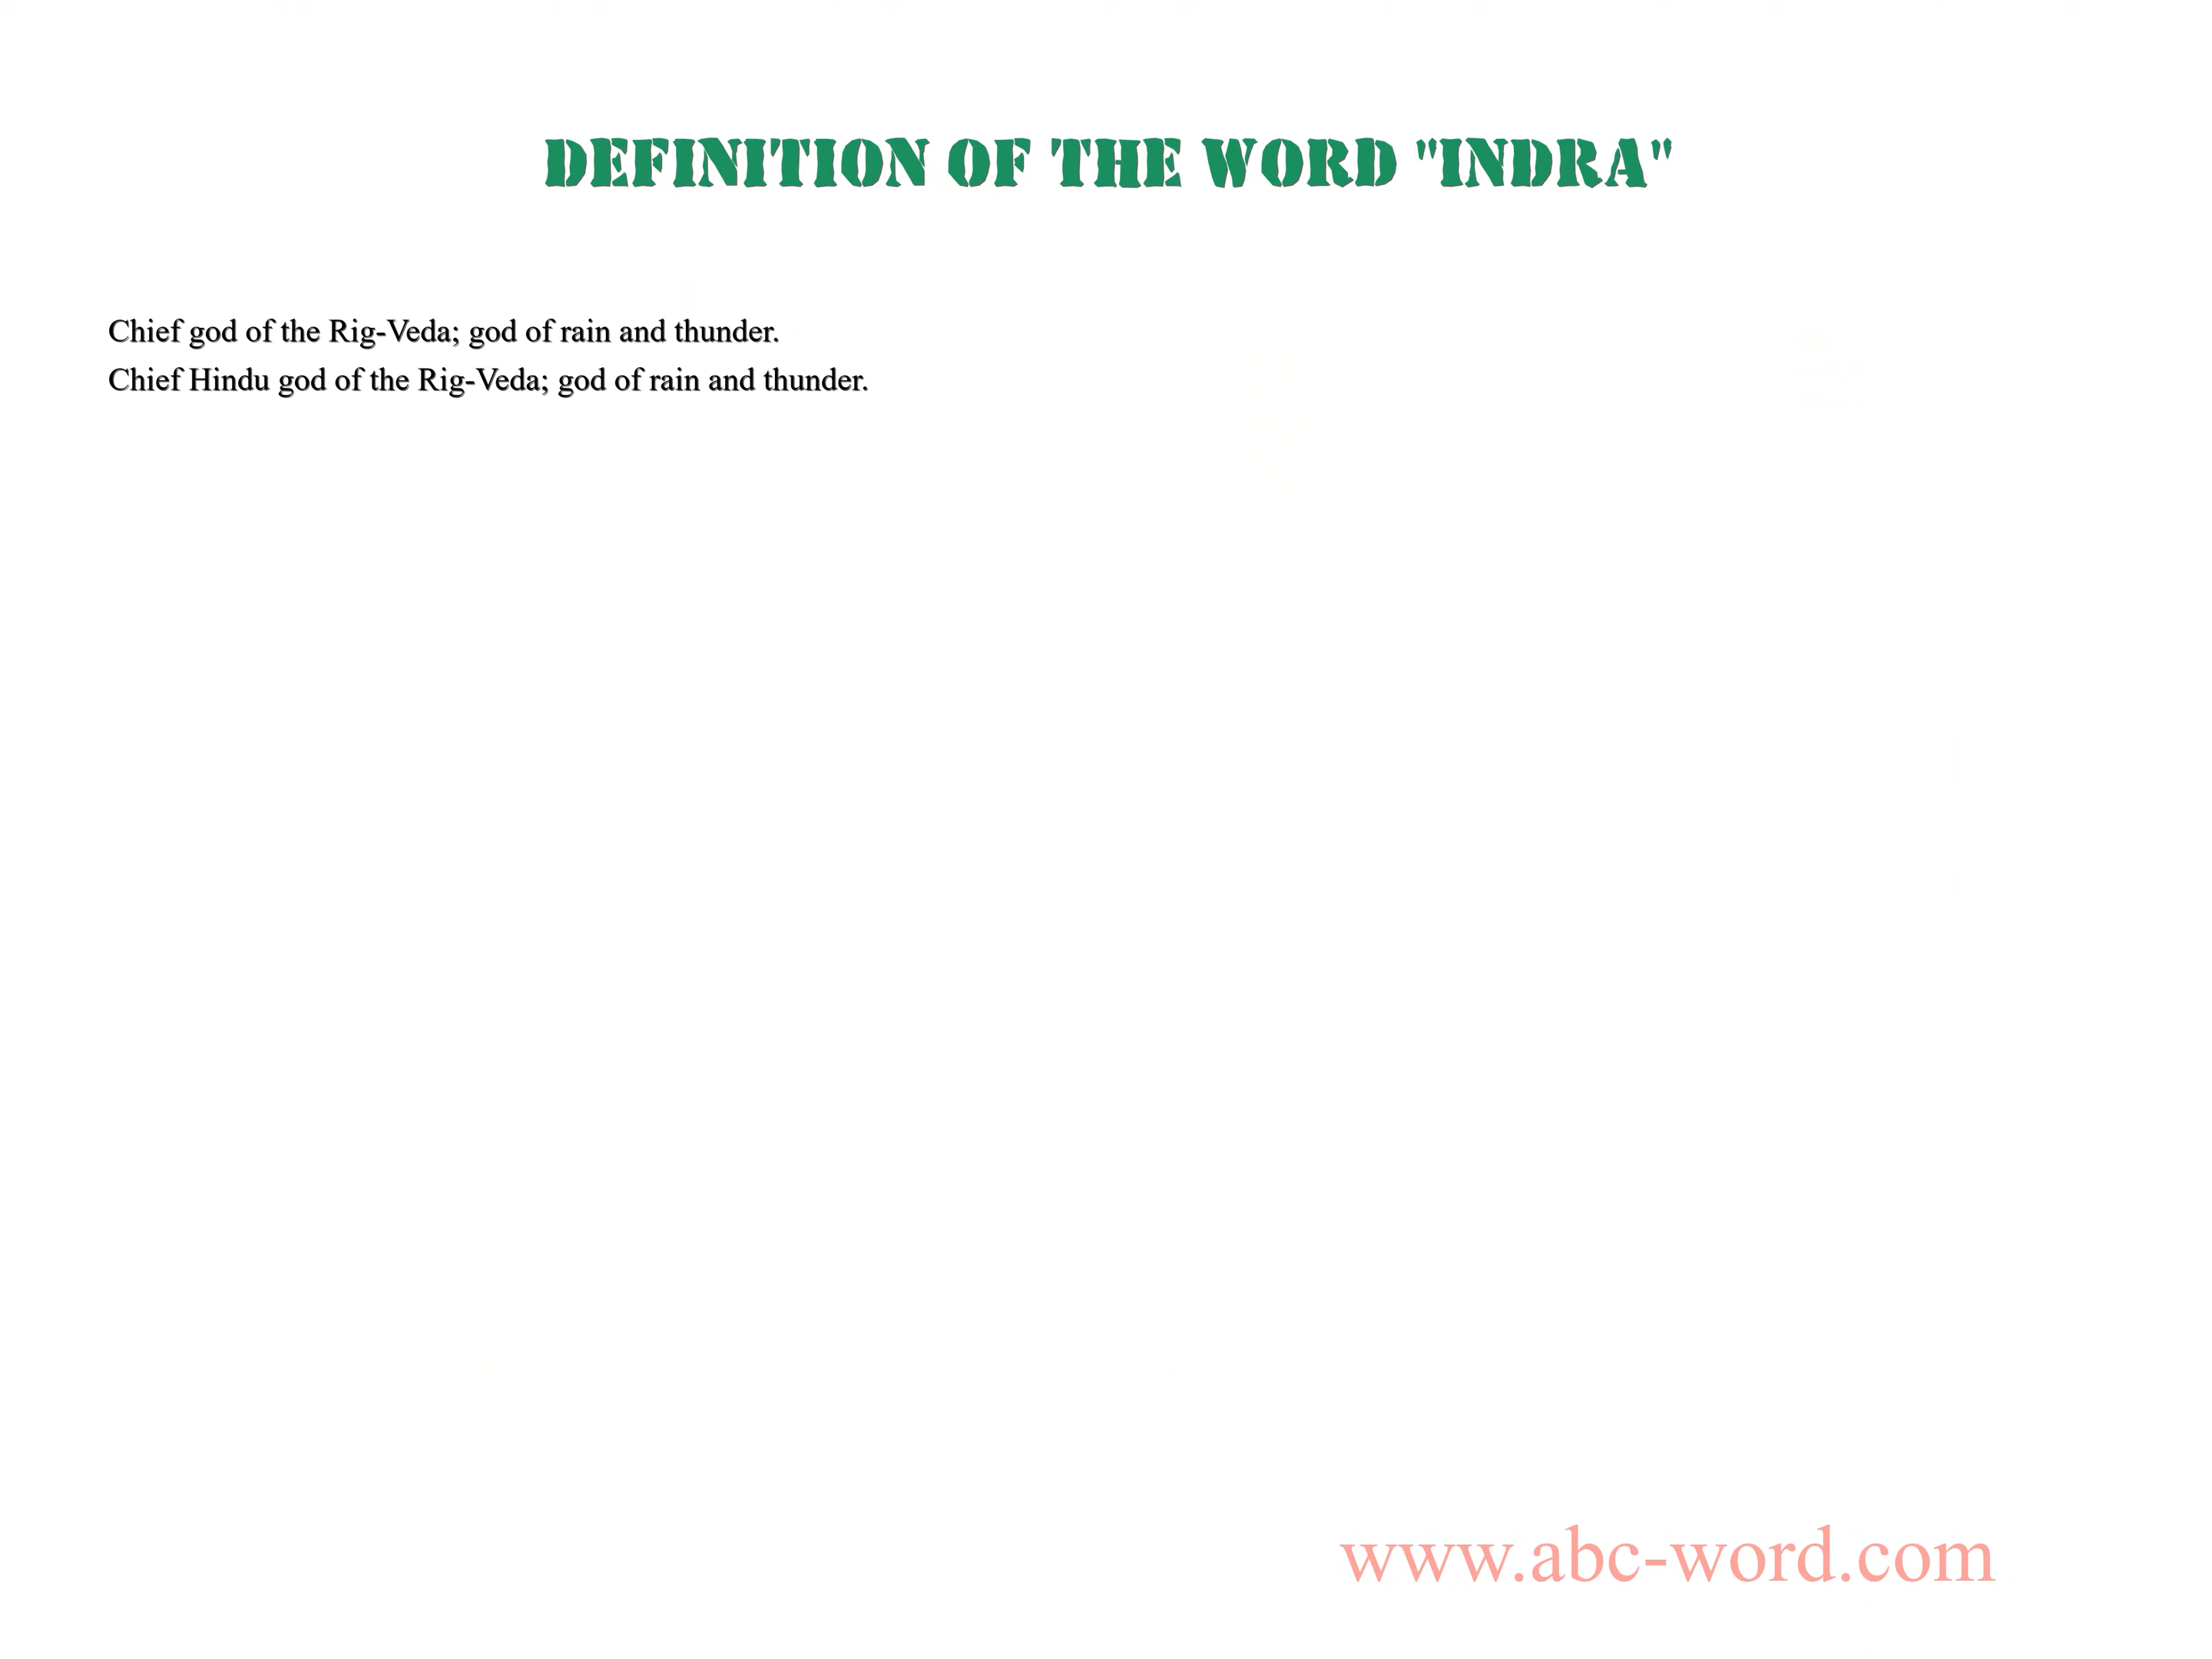 DEFINITION OF THE WORD "INDRA"
Chief god of the Rig-Veda; god of rain and thunder.
Chief Hindu god of the Rig-Veda; god of rain and thunder.
www.abc-word.com